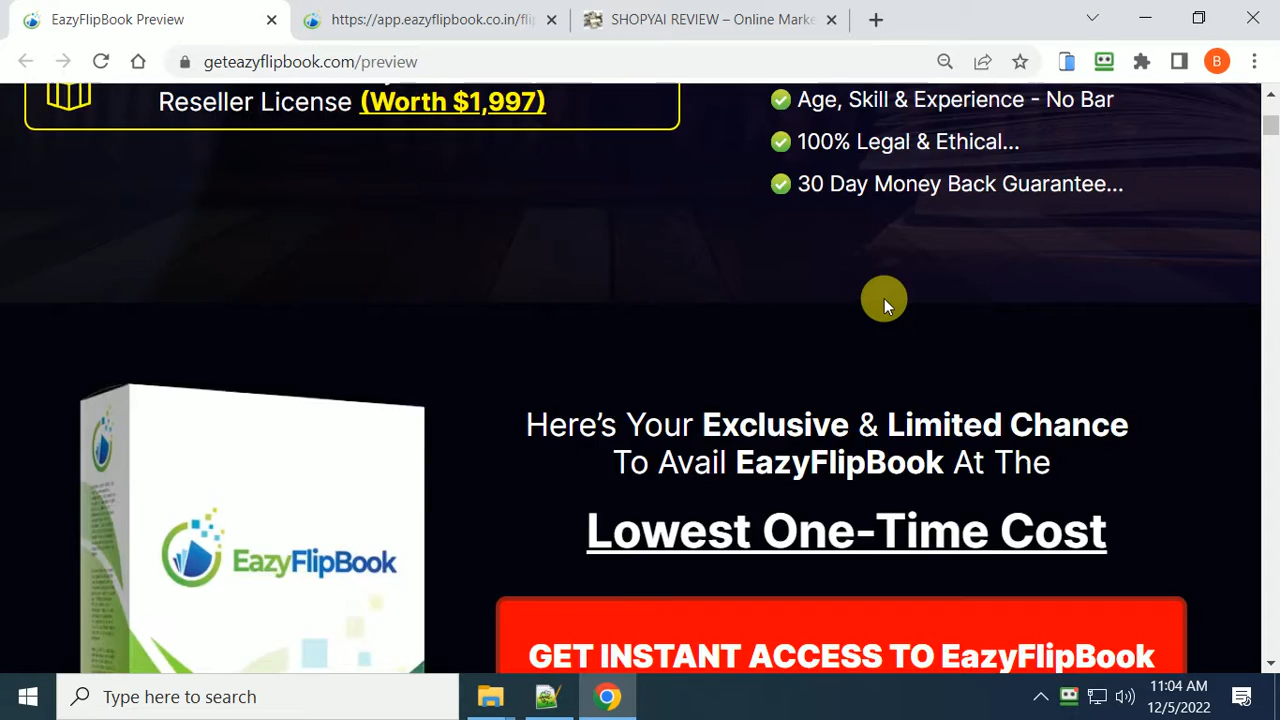 EazyFlipBook Preview
https://app.eazyflipbook.co.in/flip
SHOPYAI REVIEW – Online Marke
geteazyflipbook.com/preview
B
Reseller License (Worth $1,997)
Age, Skill & Experience - No Bar
100% Legal & Ethical...
30 Day Money Back Guarantee...
Here's Your Exclusive & Limited Chance
To Avail EazyFlipBook At The
Lowest One-Time Cost
GET INSTANT ACCESS TO EazyFlipBook
EazyFlipBook
Type here to search
11:04 AM
12/5/2022